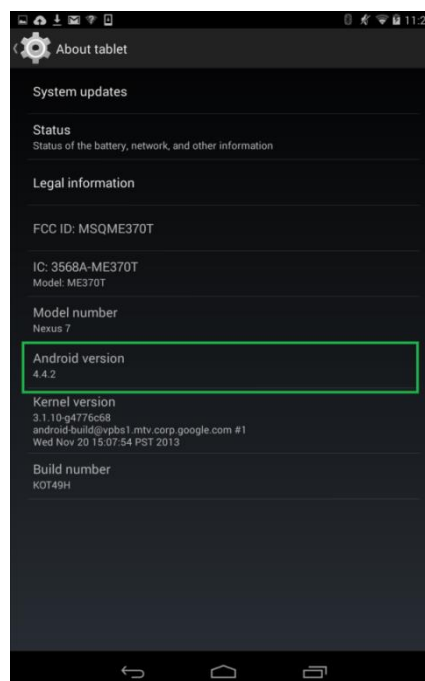 11:2
About tablet
System updates
Status
Status of the battery, network, and other information
Legal information
FCC ID: MSQME370T
IC: 3568A-ME370T
Model: ME370T
Model number
Nexus 7
Android version
4.4.2
Kernel version
3.1.10-g4776c68
android-build@vpbs1.mtv.corp.google.com #1
Wed Nov 20 15:07:54 PST 2013
Build number
KOT49H